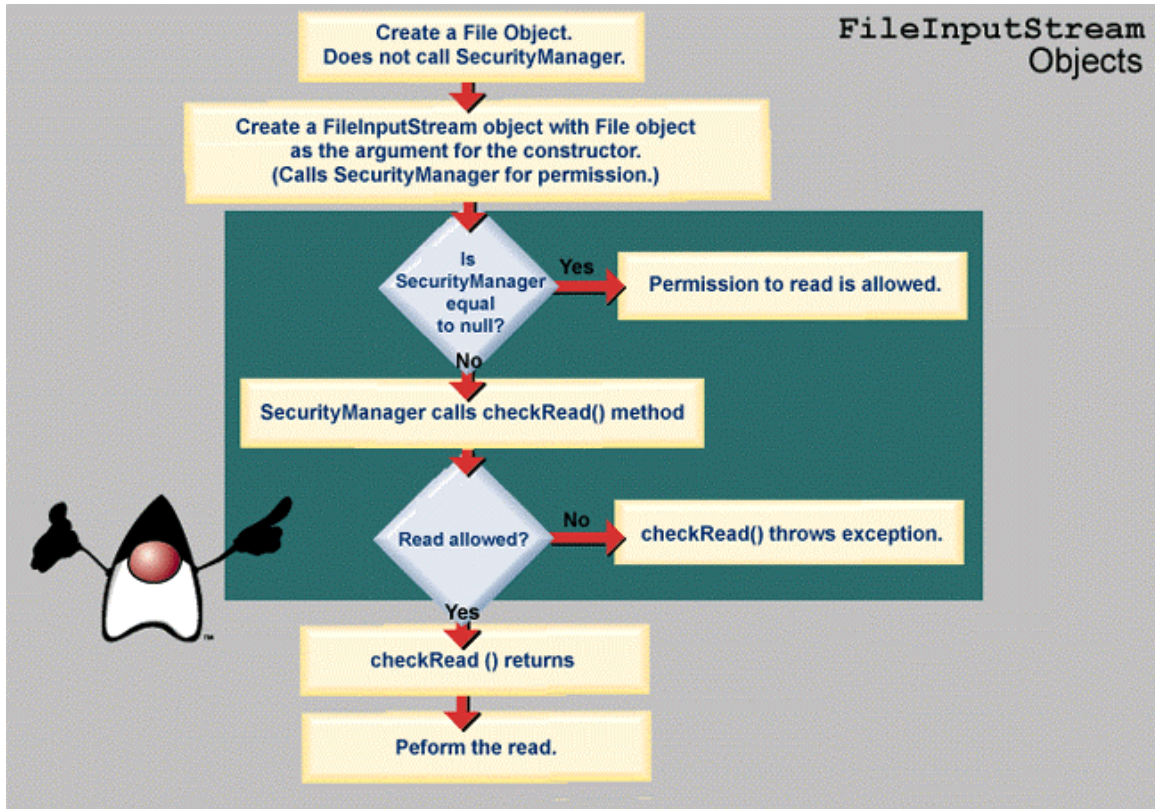 FileInputStream
Objects
Create a File Object.
Does not call SecurityManager.
Create a FileInputStream object with File object
as the argument for the constructor.
(Calls SecurityManager for permission.)
Is
SecurityManager
equal
to null?
Yes
Permission to read is allowed.
No
SecurityManager calls checkRead() method
Read allowed?
No
checkRead() throws exception.
Yes
checkRead () returns
Peform the read.
™